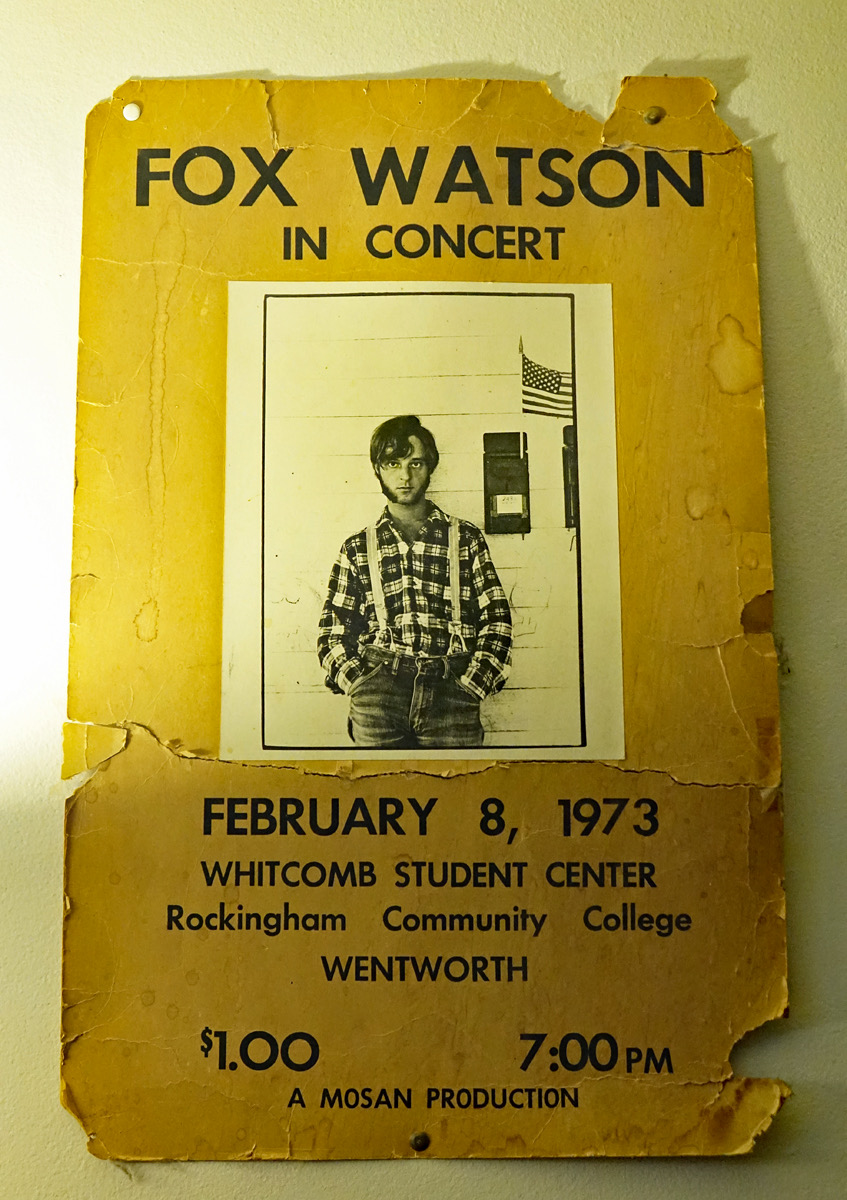 FOX WATSON
IN CONCERT
FEBRUARY 8, 1973
WHITCOMB STUDENT CENTER
Rockingham Community College
WENTWORTH
$1.00 7:00 PM
A MOSAN PRODUCTION